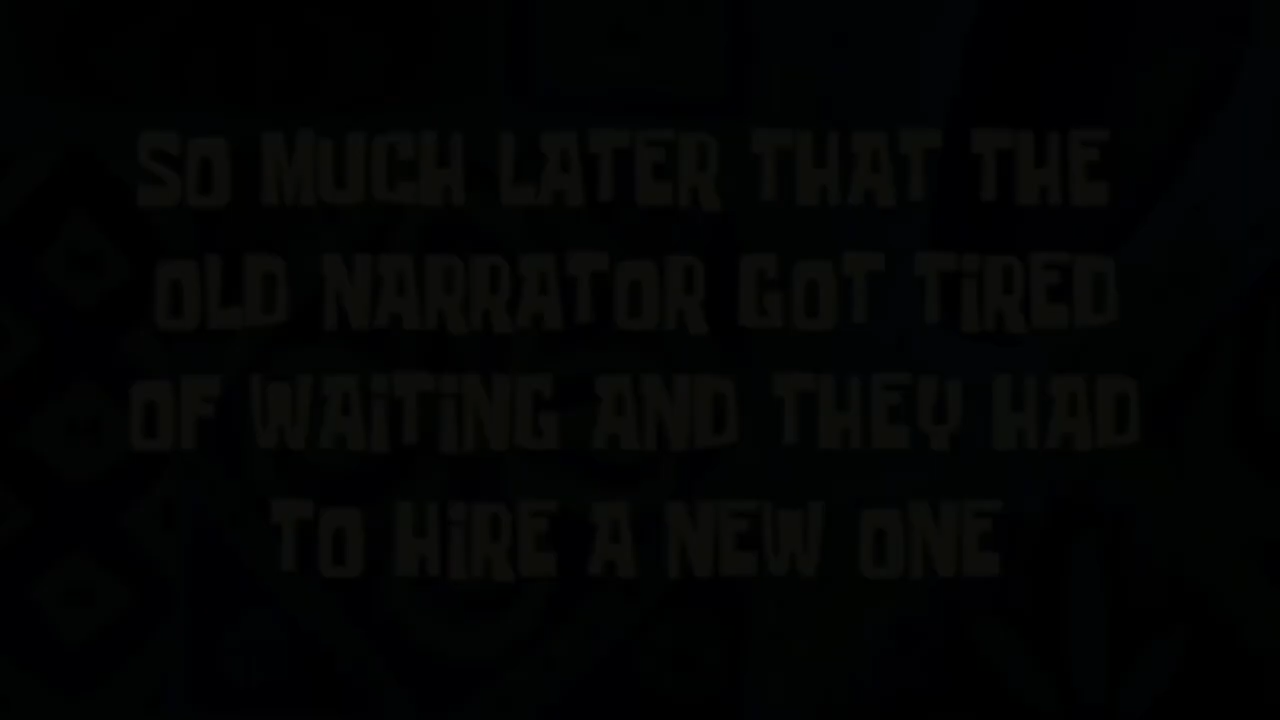 SO MUCH LATER THAT THE
OLD NARRATOR GOT TIRED
OF WAITING AND THEY HAD
TO HIRE A NEW ONE